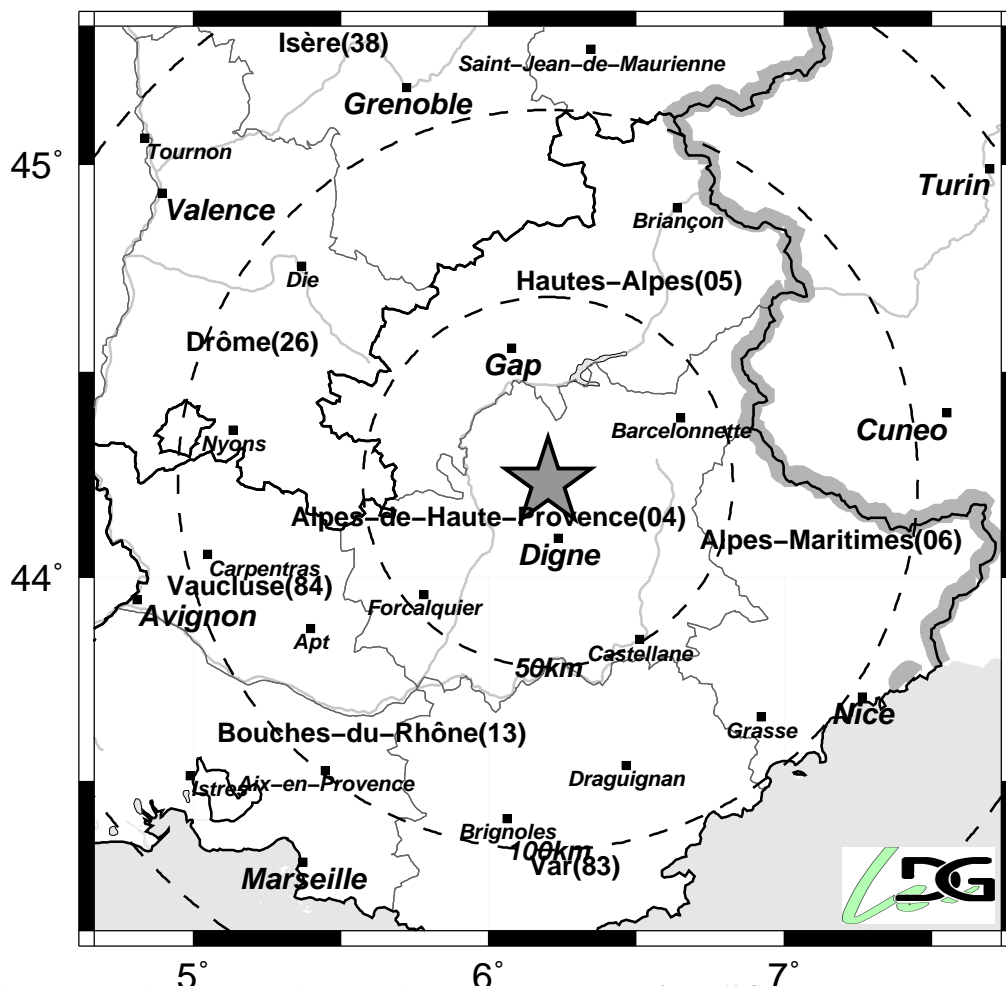 Isère(38)
Saint–Jean–de–Maurienne
Grenoble
45°
Tournon
Turin
Valence
Briançon
Die
Hautes–Alpes(05)
Drôme(26)
Gap
Barcelonnette
Cuneo
Nyons
Alpes–de–Haute–Provence(04)
Alpes–Maritimes(06)
Digne
Carpentras
44°
Vaucluse(84)
Forcalquier
Avignon
Apt
Castellane
50km
Nice
Grasse
Bouches–du–Rhône(13)
Draguignan
Istres
Aix–en–Provence
Brignoles
100km
Var(83)
Marseille
DG
5°
6°
7°